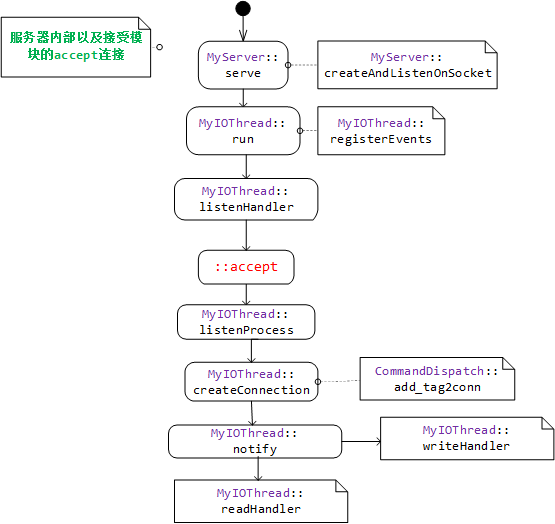 服务器内部以及接受模
块的accept连接
MyServer::
serve
MyServer::
createAndListenOnSocket
MyIOThread::
run
MyIOThread::
registerEvents
MyIOThread::
listenHandler
::accept
MyIOThread::
listenProcess
MyIOThread::
createConnection
CommandDispatch::
add_tag2conn
MyIOThread::
notify
MyIOThread::
writeHandler
MyIOThread::
readHandler